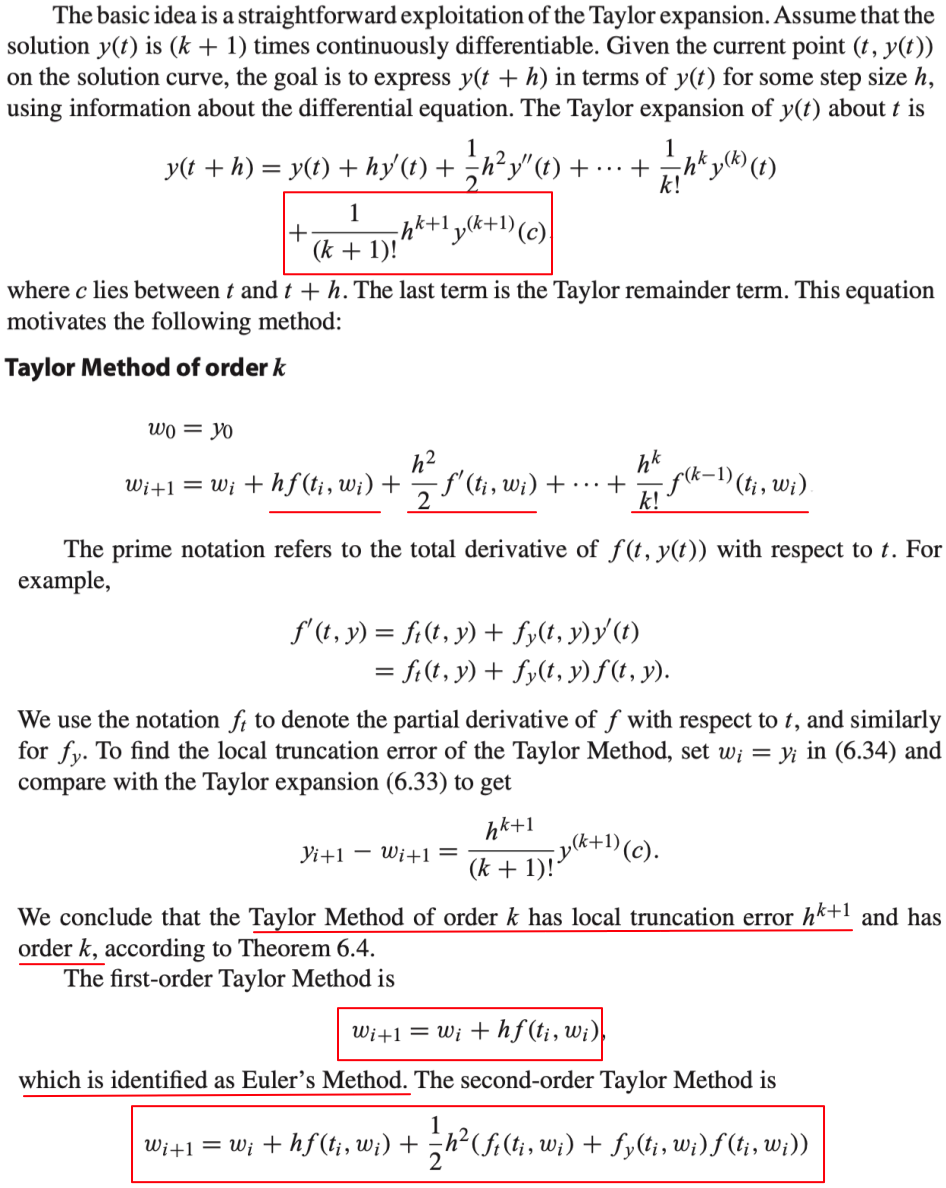 The basic idea is a straightforward exploitation of the Taylor expansion. Assume that the
solution y(t) is (k + 1) times continuously differentiable. Given the current point (t, y(t))
on the solution curve, the goal is to express y(t + h) in terms of y(t) for some step size h,
using information about the differential equation. The Taylor expansion of y(t) about t is
y(t + h) = y(t) + hy′(t) + \frac{1}{2}h^2 y″(t) + ⋯ + \frac{1}{k!}h^k y^{(k)}(t)
+ \frac{1}{(k + 1)!}h^{k+1} y^{(k+1)}(c)
where c lies between t and t + h. The last term is the Taylor remainder term. This equation
motivates the following method:
Taylor Method of order k
w_0 = y_0
w_{i+1} = w_i + hf(t_i, w_i) + \frac{h^2}{2} f′(t_i, w_i) + ⋯ + \frac{h^k}{k!} f^{(k−1)}(t_i, w_i)
The prime notation refers to the total derivative of f(t, y(t)) with respect to t. For
example,
f′(t, y) = f_t(t, y) + f_y(t, y)y′(t)
= f_t(t, y) + f_y(t, y)f(t, y).
We use the notation f_t to denote the partial derivative of f with respect to t, and similarly
for f_y. To find the local truncation error of the Taylor Method, set w_i = y_i in (6.34) and
compare with the Taylor expansion (6.33) to get
y_{i+1} − w_{i+1} = \frac{h^{k+1}}{(k + 1)!} y^{(k+1)}(c).
We conclude that the Taylor Method of order k has local truncation error h^{k+1} and has
order k, according to Theorem 6.4.
The first-order Taylor Method is
w_{i+1} = w_i + hf(t_i, w_i),
which is identified as Euler's Method. The second-order Taylor Method is
w_{i+1} = w_i + hf(t_i, w_i) + \frac{1}{2}h^2(f_t(t_i, w_i) + f_y(t_i, w_i)f(t_i, w_i))